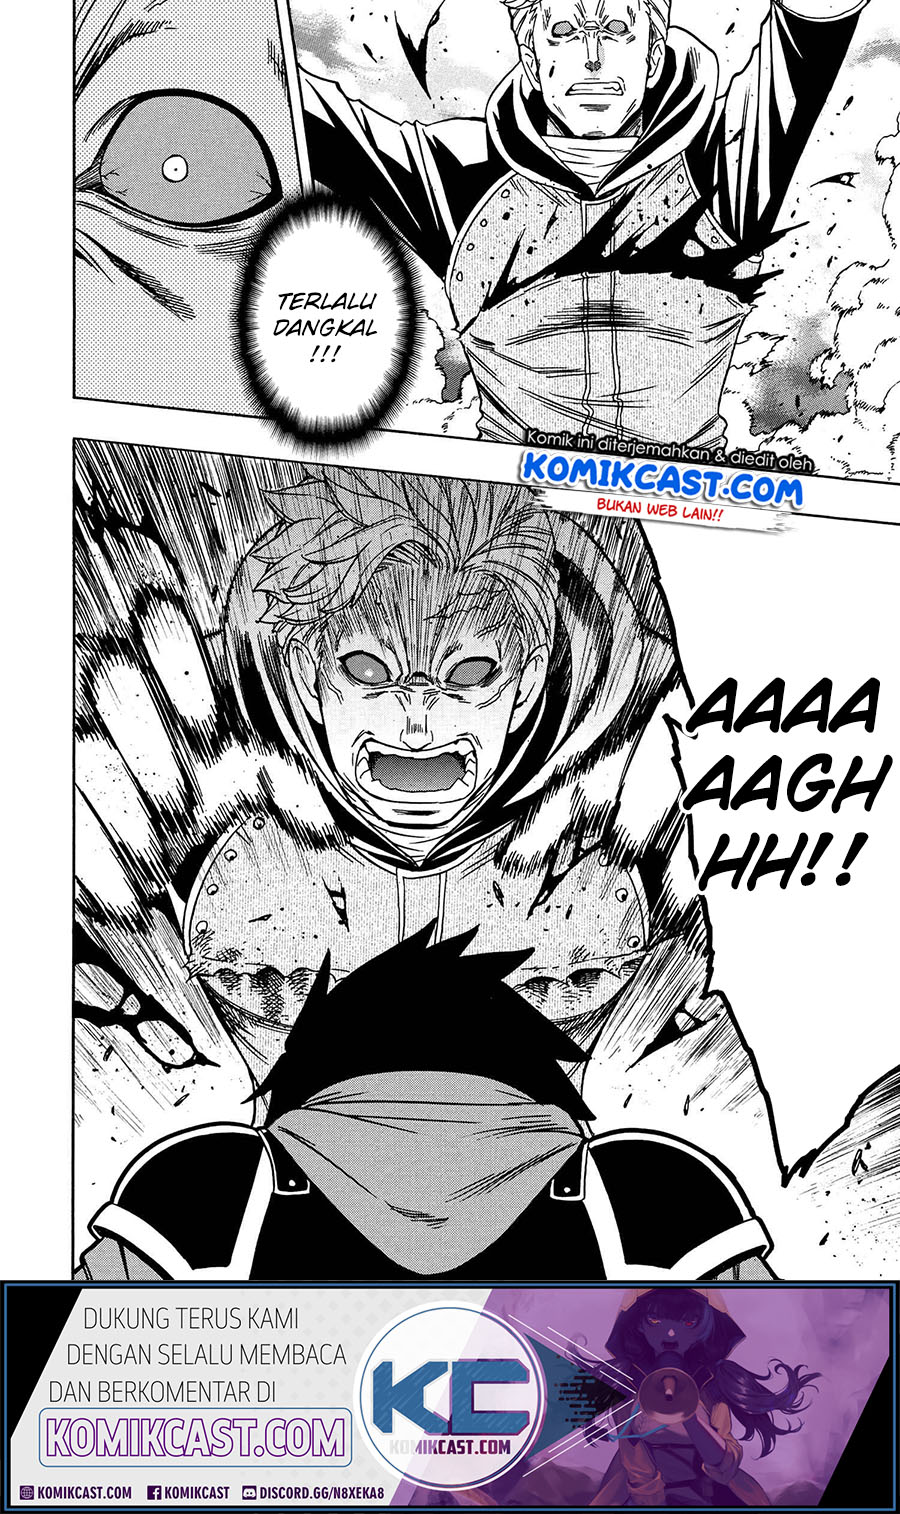 TERLALU
DANGKAL
!!!
Komik ini diterjemahkan & diedit oleh
KOMIKCAST.COM
BUKAN WEB LAIN!!
AAAA
AAGH
HH!!
DUKUNG TERUS KAMI
DENGAN SELALU MEMBACA
DAN BERKOMENTAR DI
KOMIKCAST.COM
KC
KOMIKCAST.COM
KOMIKCAST.COM KOMIKCAST DISCORD.GG/N8XEKA8